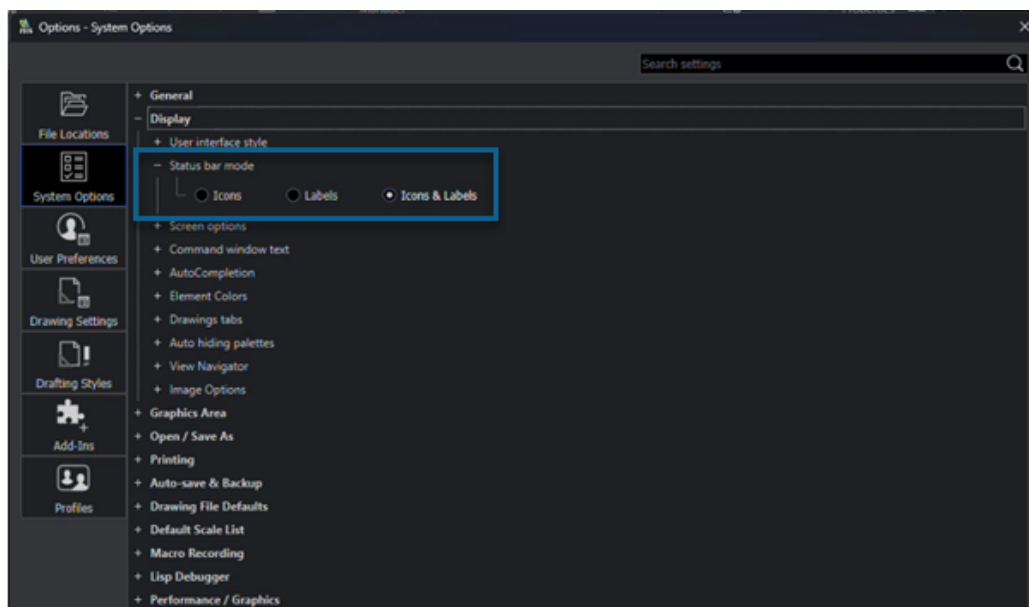 Options - System Options
Search settings
File Locations
System Options
User Preferences
Drawing Settings
Drafting Styles
Add-Ins
Profiles
+ General
− Display
+ User interface style
− Status bar mode
Icons Labels Icons & Labels
+ Screen options
+ Command window text
+ AutoCompletion
+ Element Colors
+ Drawings tabs
+ Auto hiding palettes
+ View Navigator
+ Image Options
+ Graphics Area
+ Open / Save As
+ Printing
+ Auto-save & Backup
+ Drawing File Defaults
+ Default Scale List
+ Macro Recording
+ Lisp Debugger
+ Performance / Graphics